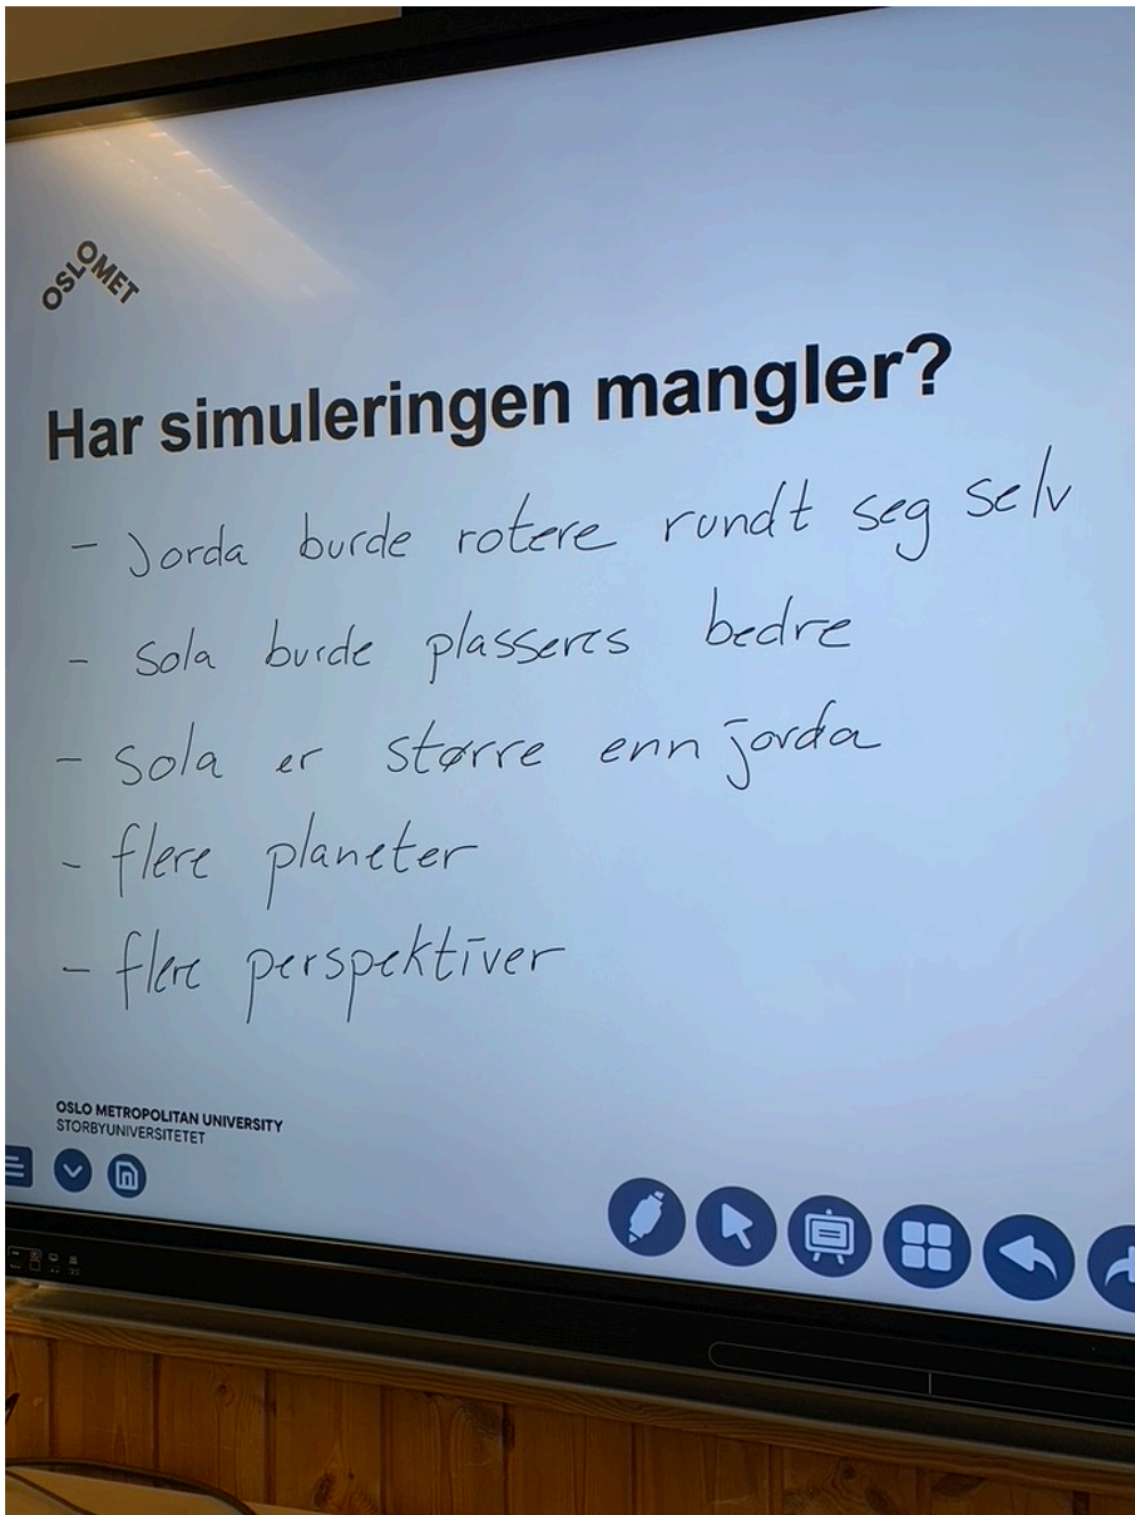 OSLOMET
Har simuleringen mangler?
- Jorda burde rotere rundt seg selv
- Sola burde plasseres bedre
- Sola er større enn jorda
- flere planeter
- flere perspektiver
OSLO METROPOLITAN UNIVERSITY
STORBYUNIVERSITETET